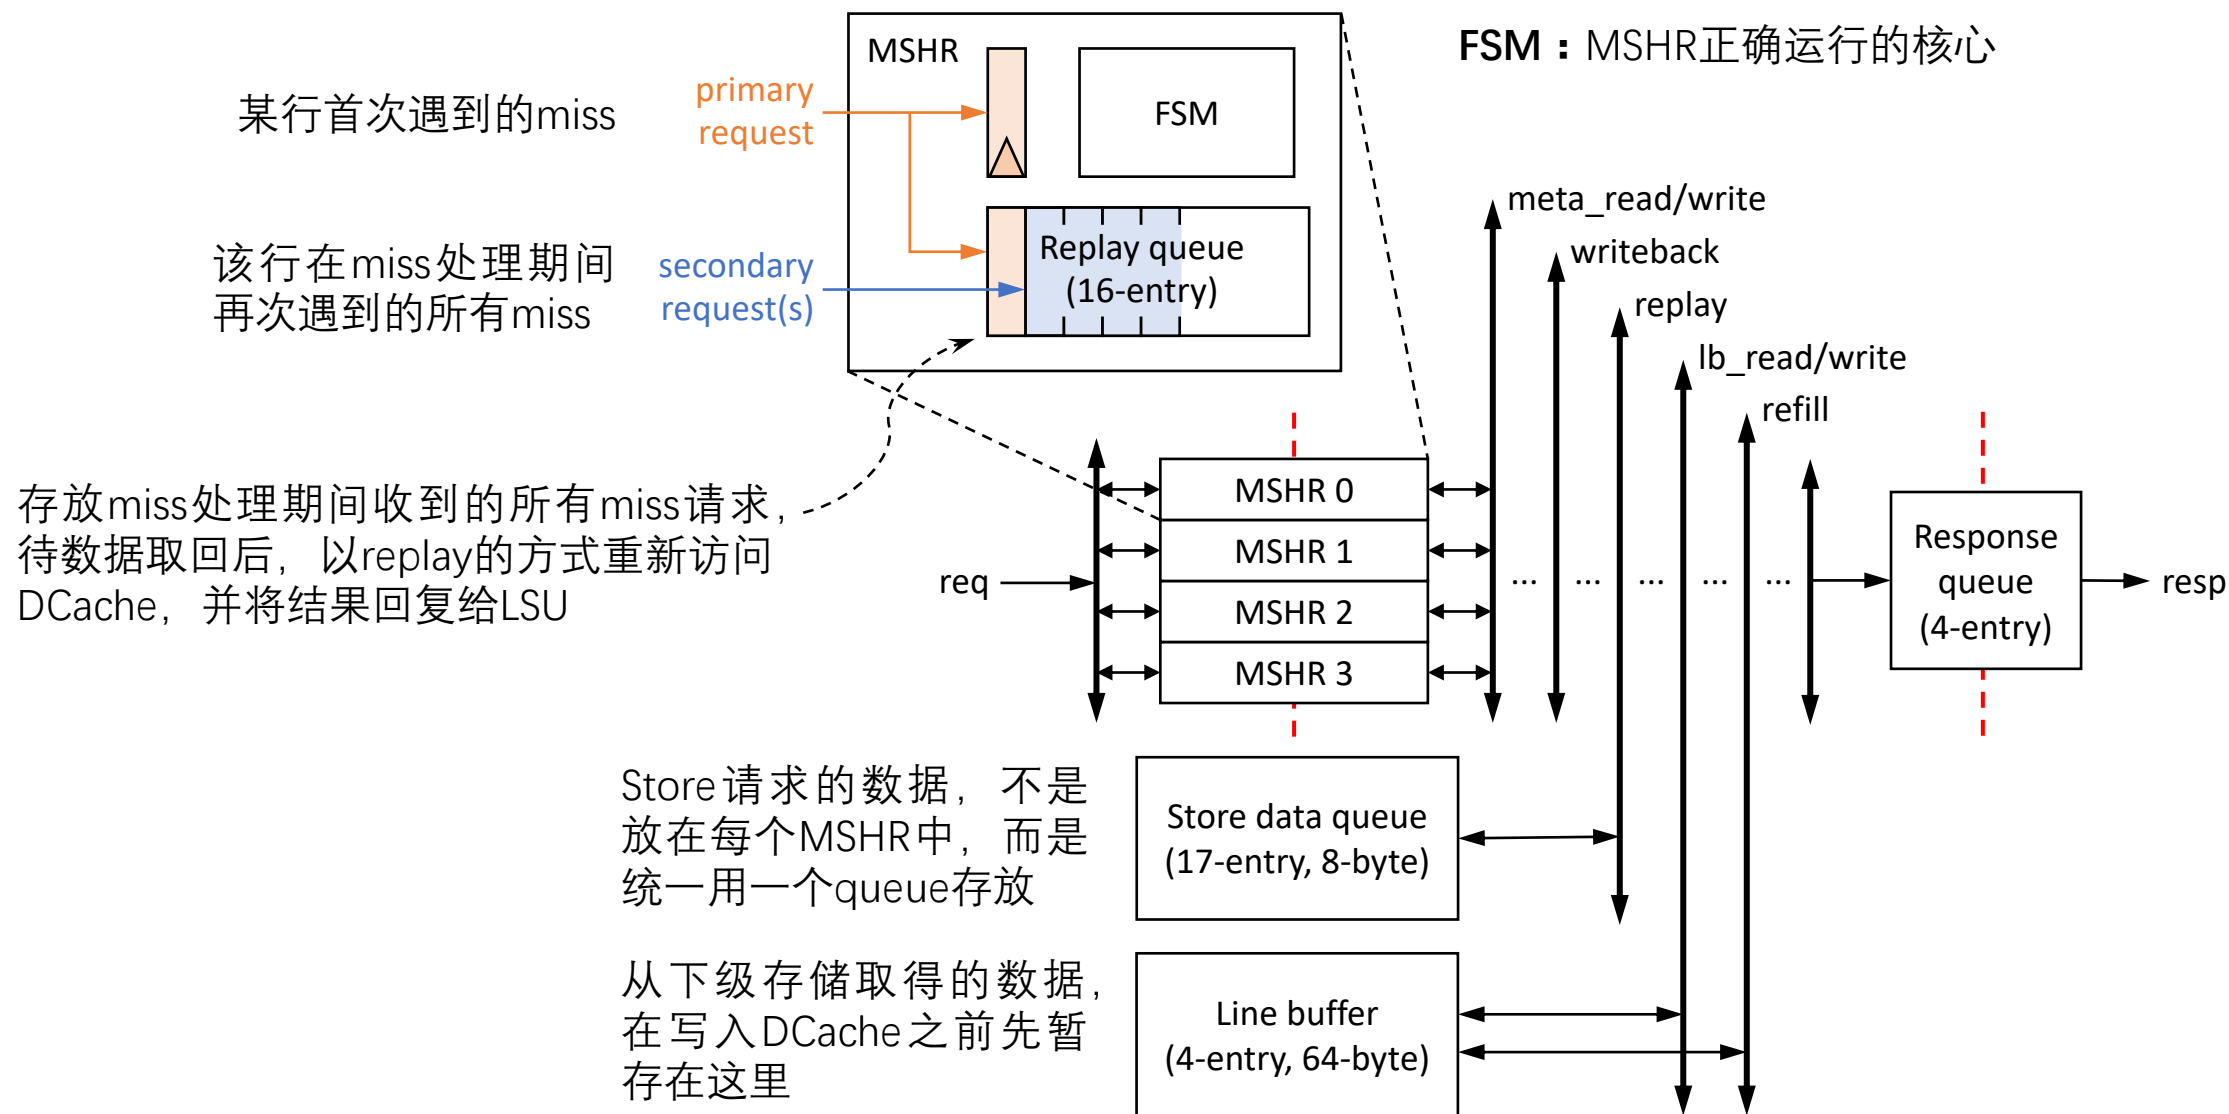 FSM：MSHR正确运行的核心
MSHR
FSM
某行首次遇到的miss
primary
request
该行在miss处理期间
再次遇到的所有miss
secondary
request(s)
Replay queue
(16-entry)
meta_read/write
writeback
replay
lb_read/write
refill
存放miss处理期间收到的所有miss请求，
待数据取回后，以replay的方式重新访问
DCache，并将结果回复给LSU
req
MSHR 0
MSHR 1
MSHR 2
MSHR 3
... ... ... ... ...
Response
queue
(4-entry)
resp
Store请求的数据，不是
放在每个MSHR中，而是
统一用一个queue存放
Store data queue
(17-entry, 8-byte)
从下级存储取得的数据，
在写入DCache之前先暂
存在这里
Line buffer
(4-entry, 64-byte)